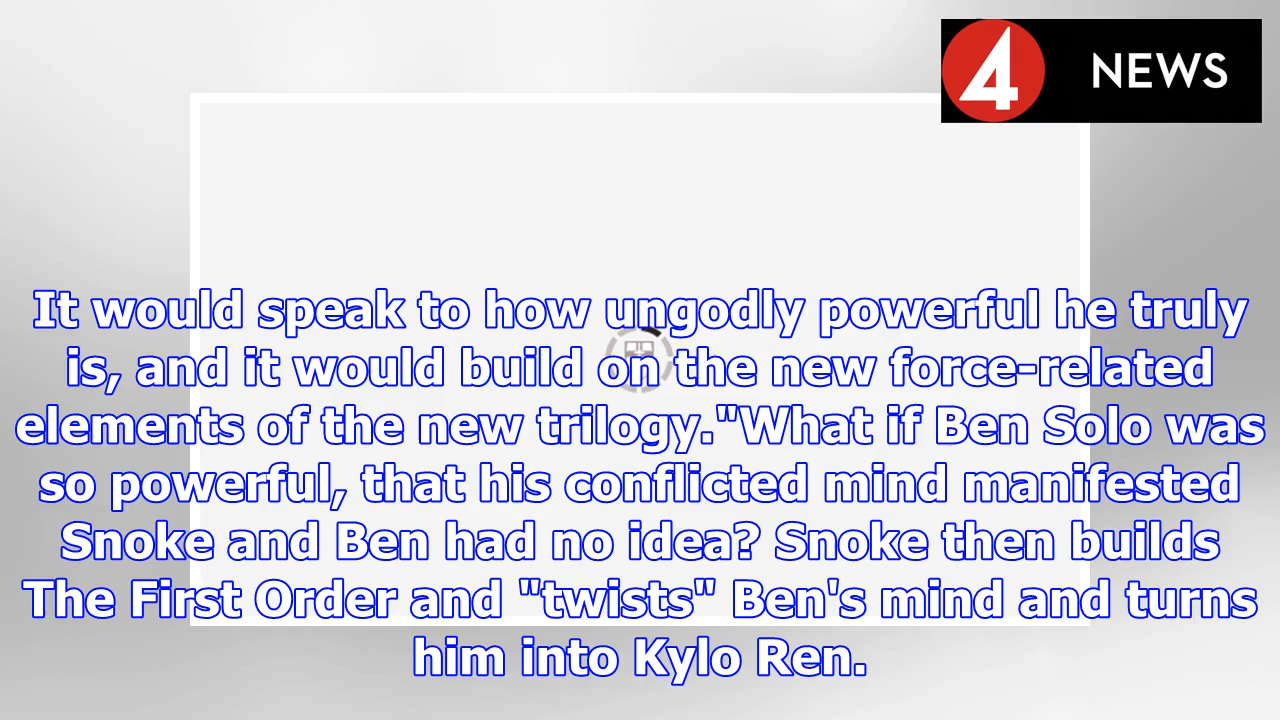 4 NEWS
It would speak to how ungodly powerful he truly
is, and it would build on the new force-related
elements of the new trilogy."What if Ben Solo was
so powerful, that his conflicted mind manifested
Snoke and Ben had no idea? Snoke then builds
The First Order and "twists" Ben's mind and turns
him into Kylo Ren.